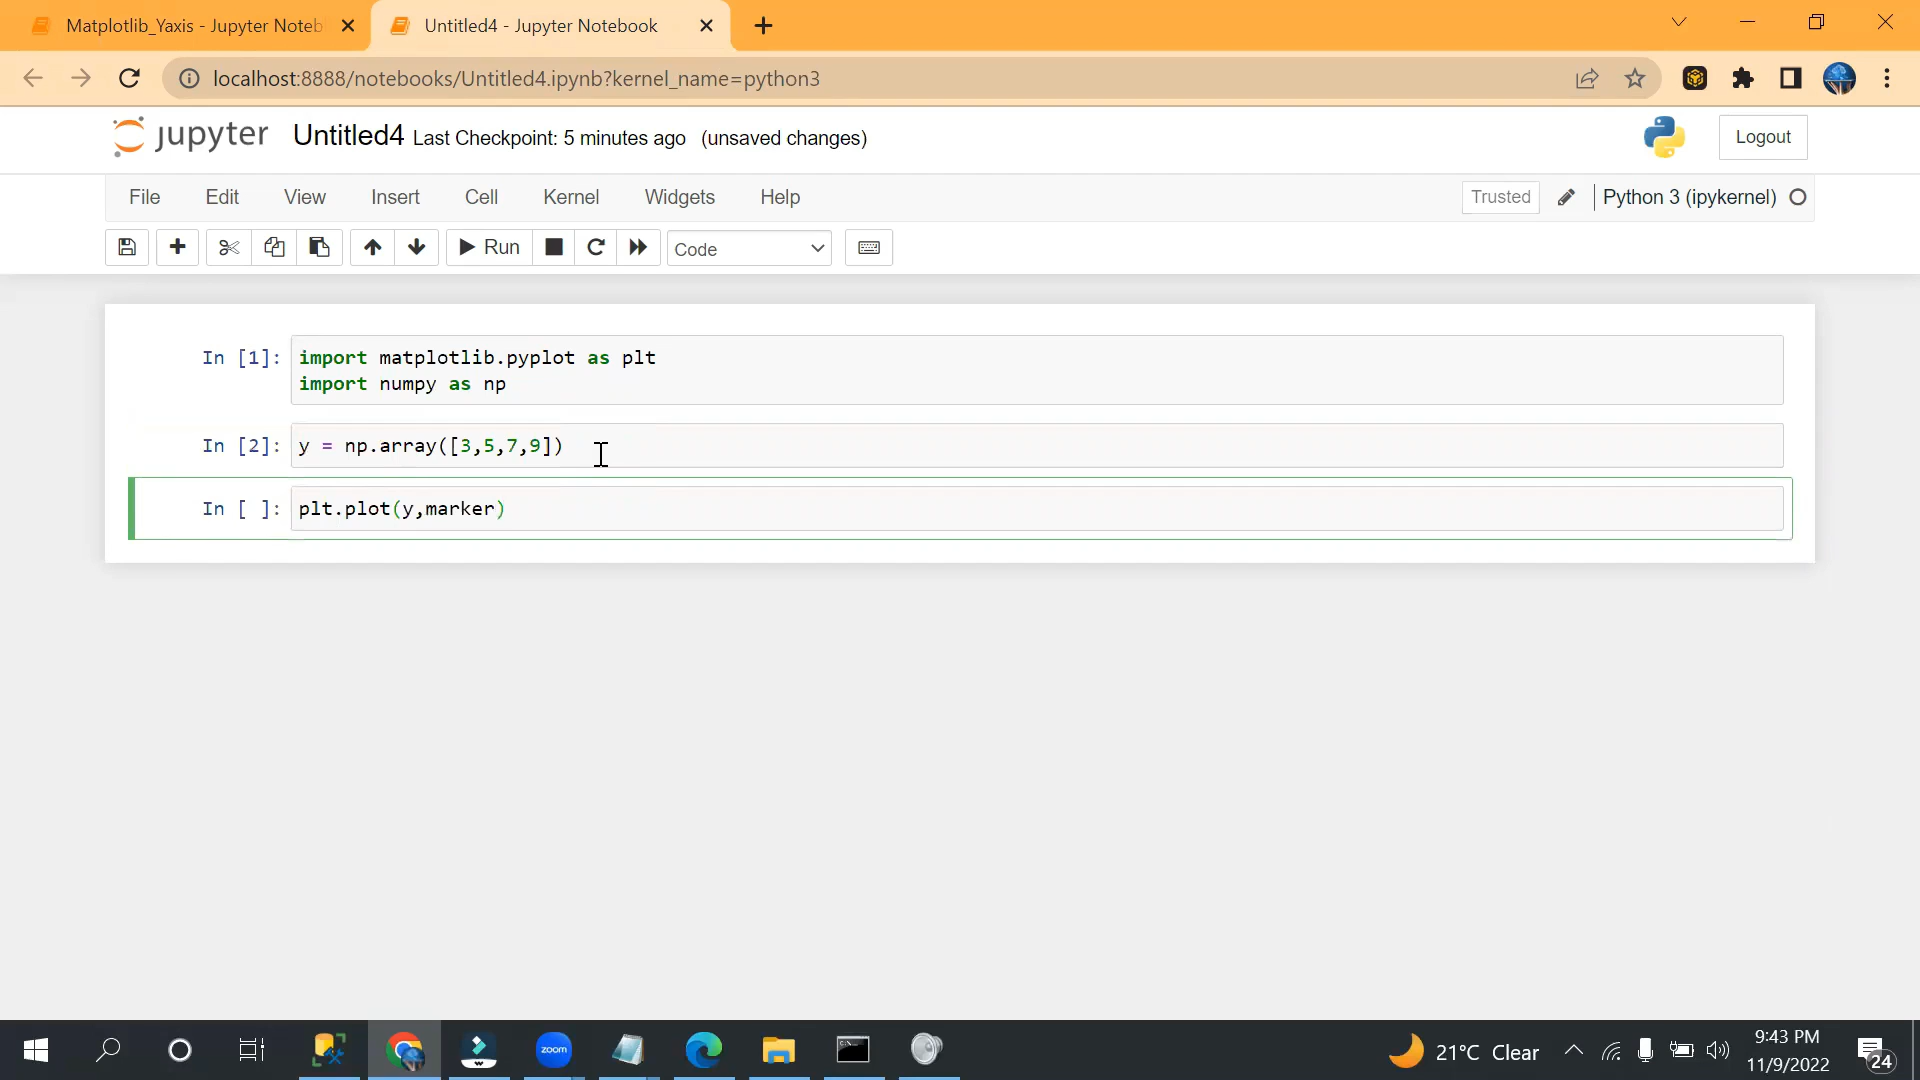 Matplotlib_Yaxis - Jupyter Noteb
Untitled4 - Jupyter Notebook
localhost:8888/notebooks/Untitled4.ipynb?kernel_name=python3
jupyter Untitled4 Last Checkpoint: 5 minutes ago (unsaved changes)
Logout
File Edit View Insert Cell Kernel Widgets Help
Trusted Python 3 (ipykernel)
Run Code
In [1]: import matplotlib.pyplot as plt
import numpy as np
In [2]: y = np.array([3,5,7,9])
In [ ]: plt.plot(y,marker)
zoom
21°C Clear
9:43 PM
11/9/2022
24